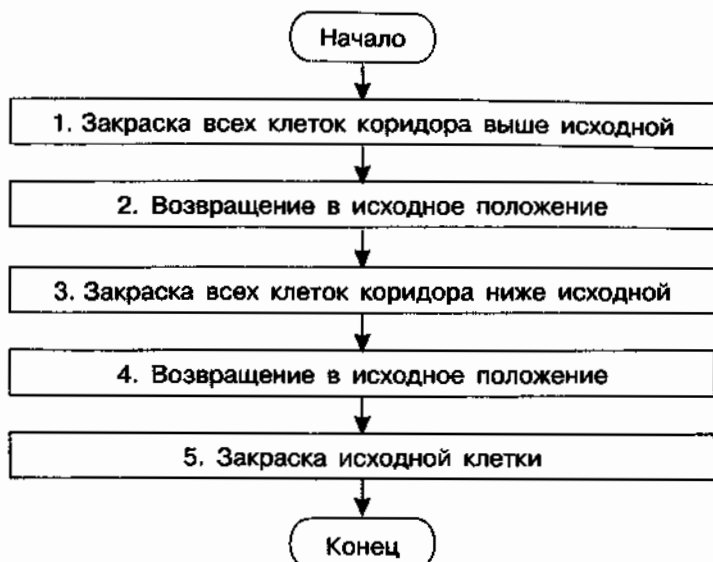 Начало
1. Закраска всех клеток коридора выше исходной
2. Возвращение в исходное положение
3. Закраска всех клеток коридора ниже исходной
4. Возвращение в исходное положение
5. Закраска исходной клетки
Конец